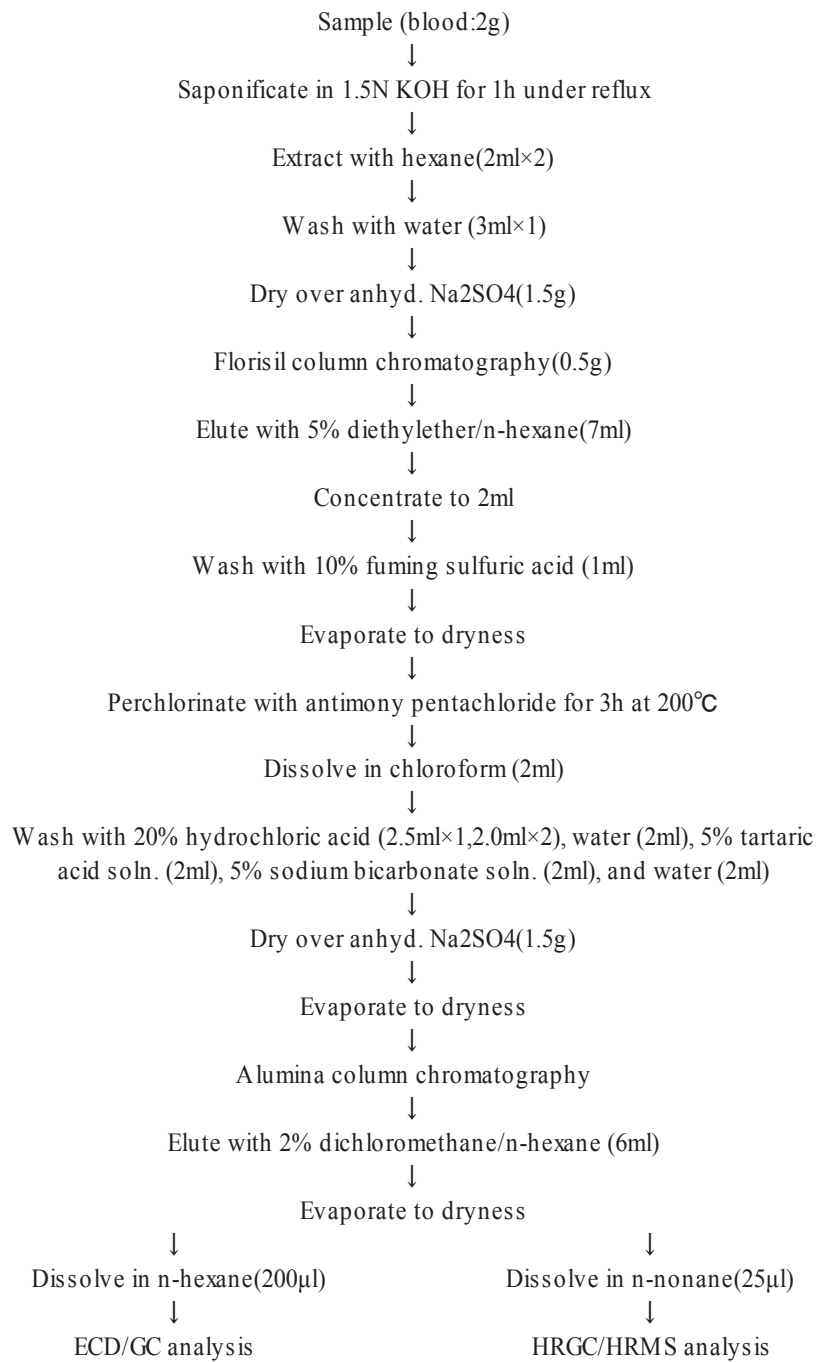 Sample (blood:2g)
↓
Saponificate in 1.5N KOH for 1h under reflux
↓
Extract with hexane(2ml×2)
↓
Wash with water (3ml×1)
↓
Dry over anhyd. Na2SO4(1.5g)
↓
Florisil column chromatography(0.5g)
↓
Elute with 5% diethylether/n-hexane(7ml)
↓
Concentrate to 2ml
↓
Wash with 10% fuming sulfuric acid (1ml)
↓
Evaporate to dryness
↓
Perchlorinate with antimony pentachloride for 3h at 200℃
↓
Dissolve in chloroform (2ml)
↓
Wash with 20% hydrochloric acid (2.5ml×1,2.0ml×2), water (2ml), 5% tartaric
acid soln. (2ml), 5% sodium bicarbonate soln. (2ml), and water (2ml)
↓
Dry over anhyd. Na2SO4(1.5g)
↓
Evaporate to dryness
↓
Alumina column chromatography
↓
Elute with 2% dichloromethane/n-hexane (6ml)
↓
Evaporate to dryness
↓ ↓
Dissolve in n-hexane(200μl) Dissolve in n-nonane(25μl)
↓ ↓
ECD/GC analysis HRGC/HRMS analysis